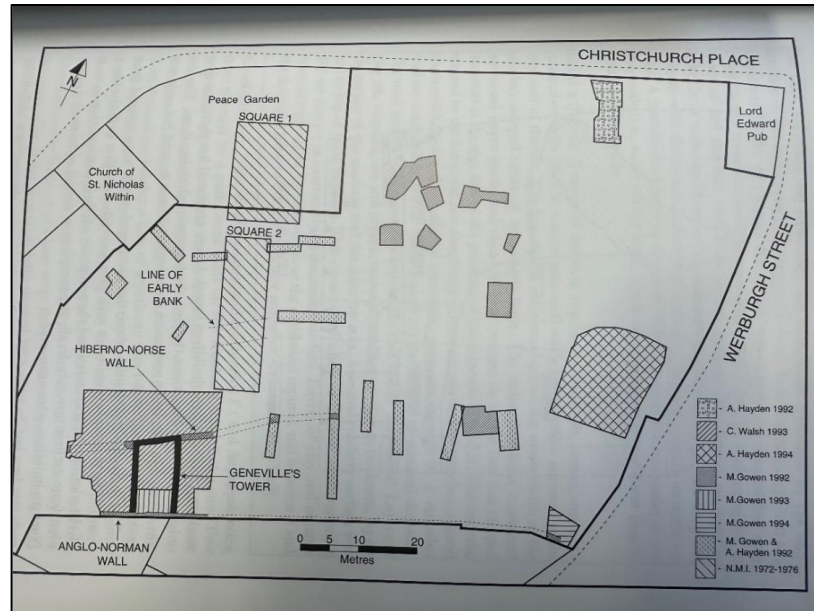 CHRISTCHURCH PLACE
N
Peace Garden
SQUARE 1
Lord
Edward
Pub
Church of
St. Nicholas
Within
SQUARE 2
LINE OF
EARLY
BANK
WERBURGH STREET
HIBERNO-NORSE
WALL
GENEVILLE'S
TOWER
ANGLO-NORMAN
WALL
0 5 10 20
Metres
- A. Hayden 1992
- C. Walsh 1993
- A. Hayden 1994
- M.Gowen 1992
- M.Gowen 1993
- M.Gowen 1994
- M. Gowen &
A. Hayden 1992
- N.M.I. 1972-1976